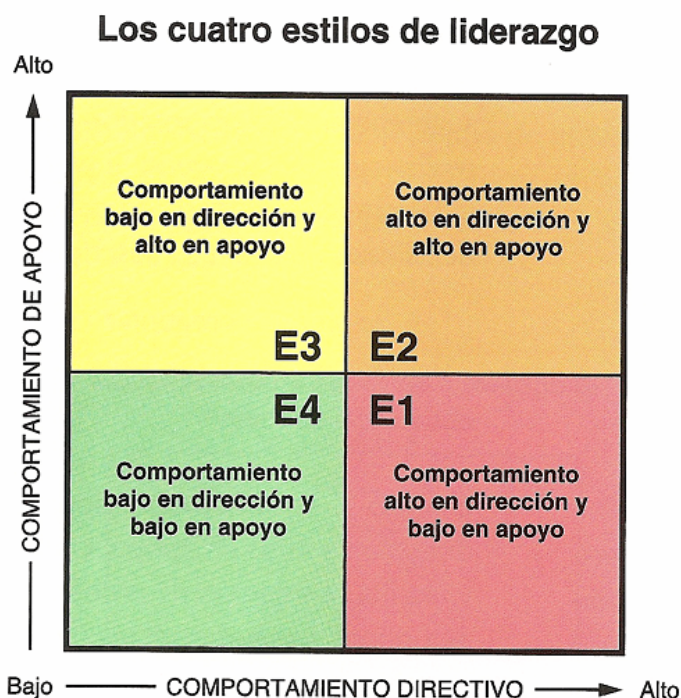 Los cuatro estilos de liderazgo
Alto
COMPORTAMIENTO DE APOYO
Comportamiento
bajo en dirección y
alto en apoyo
E3
Comportamiento
alto en dirección y
alto en apoyo
E2
E4
Comportamiento
bajo en dirección y
bajo en apoyo
E1
Comportamiento
alto en dirección y
bajo en apoyo
Bajo
COMPORTAMIENTO DIRECTIVO
Alto